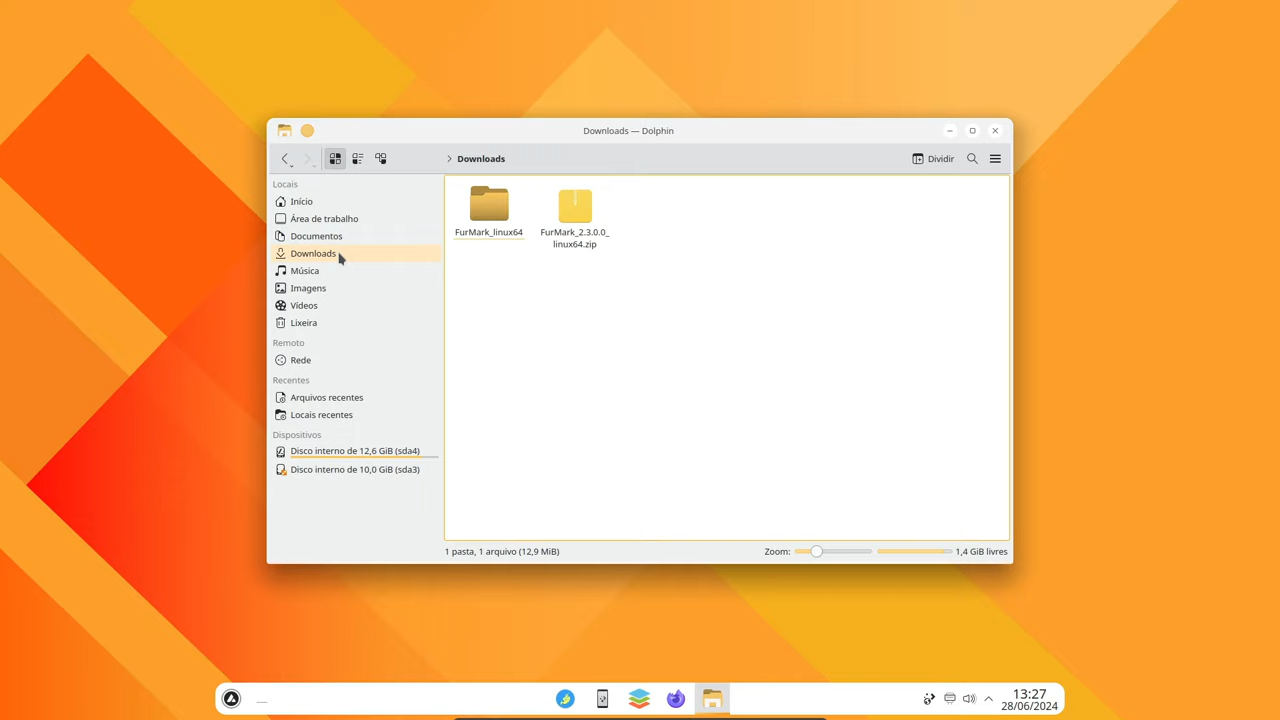 Downloads — Dolphin
Downloads
Dividir
Locais
Início
Área de trabalho
Documentos
Downloads
Música
Imagens
Vídeos
Lixeira
Remoto
Rede
Recentes
Arquivos recentes
Locais recentes
Dispositivos
Disco interno de 12,6 GiB (sda4)
Disco interno de 10,0 GiB (sda3)
FurMark_linux64
FurMark_2.3.0.0_
linux64.zip
1 pasta, 1 arquivo (12,9 MiB)
Zoom:
1,4 GiB livres
13:27
28/06/2024